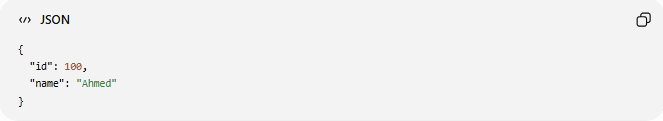 JSON
{
  "id": 100,
  "name": "Ahmed"
}